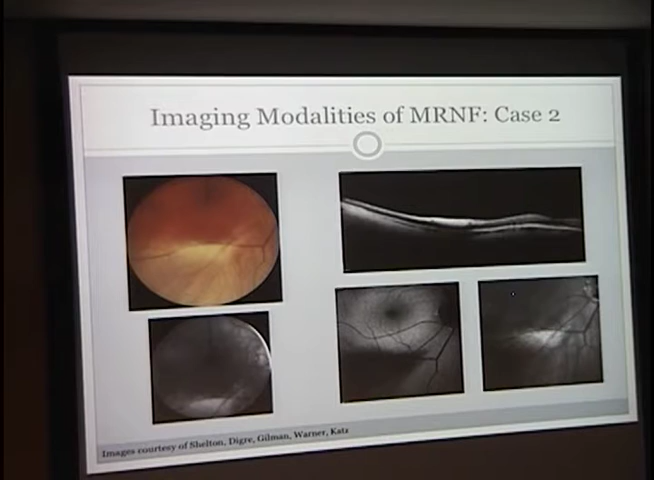 Imaging Modalities of MRNF: Case 2
Images courtesy of Shelton, Digre, Gilman, Warner, Katz